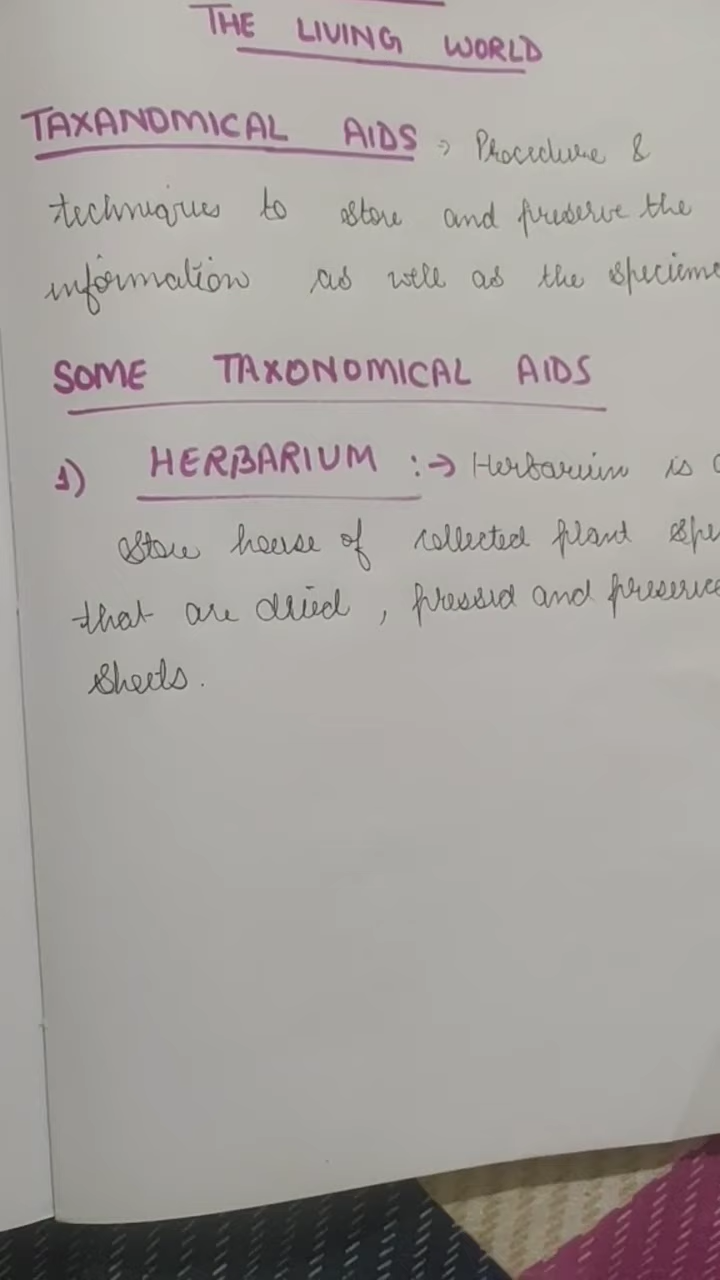 THE LIVING WORLD
TAXANOMICAL AIDS → Procedure &
techniques to store and preserve the
information as well as the specime
SOME TAXONOMICAL AIDS
1) HERBARIUM :→ Herbarium is
Store house of collected plant spe
that are dried, pressed and preserve
Sheets.